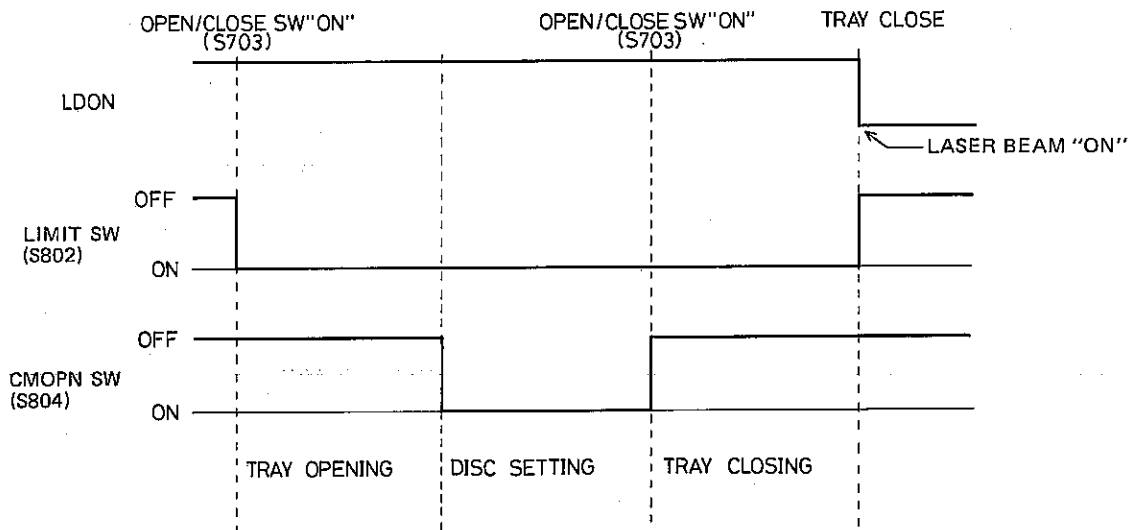 OPEN/CLOSE SW"ON"
(S703)
OPEN/CLOSE SW"ON"
(S703)
TRAY CLOSE
LDON
LASER BEAM "ON"
OFF
LIMIT SW
(S802)
ON
OFF
CMOPN SW
(S804)
ON
TRAY OPENING
DISC SETTING
TRAY CLOSING